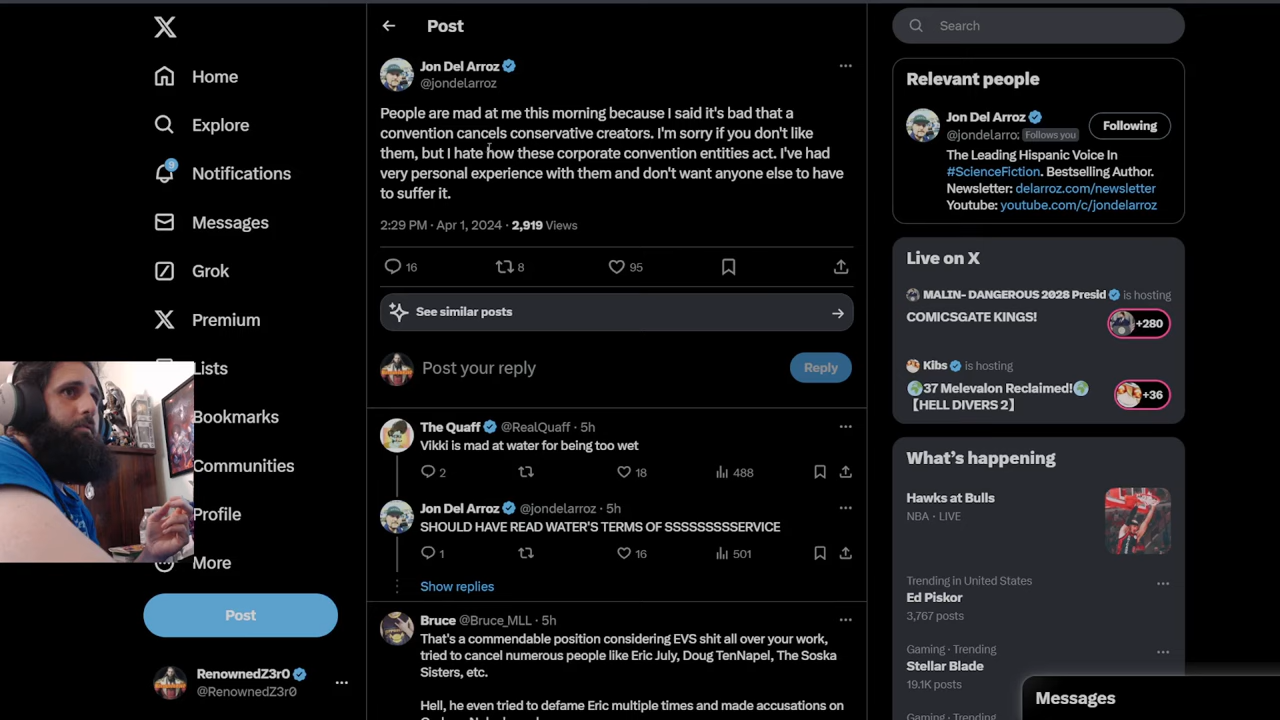 Post
Search
Home
Explore
9
Notifications
Messages
Grok
Premium
Lists
Bookmarks
Communities
Profile
More
Post
RenownedZ3r0
@RenownedZ3r0
Jon Del Arroz
@jondelarroz
People are mad at me this morning because I said it's bad that a
convention cancels conservative creators. I'm sorry if you don't like
them, but I hate how these corporate convention entities act. I've had
very personal experience with them and don't want anyone else to have
to suffer it.
2:29 PM · Apr 1, 2024 · 2,919 Views
16 8 95
See similar posts
Post your reply
Reply
The Quaff @RealQuaff · 5h
Vikki is mad at water for being too wet
2 18 488
Jon Del Arroz @jondelarroz · 5h
SHOULD HAVE READ WATER'S TERMS OF SSSSSSSSSERVICE
1 16 501
Show replies
Bruce @Bruce_MLL · 5h
That's a commendable position considering EVS shit all over your work,
tried to cancel numerous people like Eric July, Doug TenNapel, The Soska
Sisters, etc.
Hell, he even tried to defame Eric multiple times and made accusations on
Relevant people
Jon Del Arroz
@jondelarro: Follows you
Following
The Leading Hispanic Voice In
#ScienceFiction. Bestselling Author.
Newsletter: delarroz.com/newsletter
Youtube: youtube.com/c/jondelarroz
Live on X
MALIN- DANGEROUS 2028 Presid is hosting
COMICSGATE KINGS!
+280
Kibs is hosting
37 Melevalon Reclaimed!
【HELL DIVERS 2】
+36
What's happening
Hawks at Bulls
NBA · LIVE
Trending in United States
Ed Piskor
3,767 posts
Gaming · Trending
Stellar Blade
19.1K posts
Messages